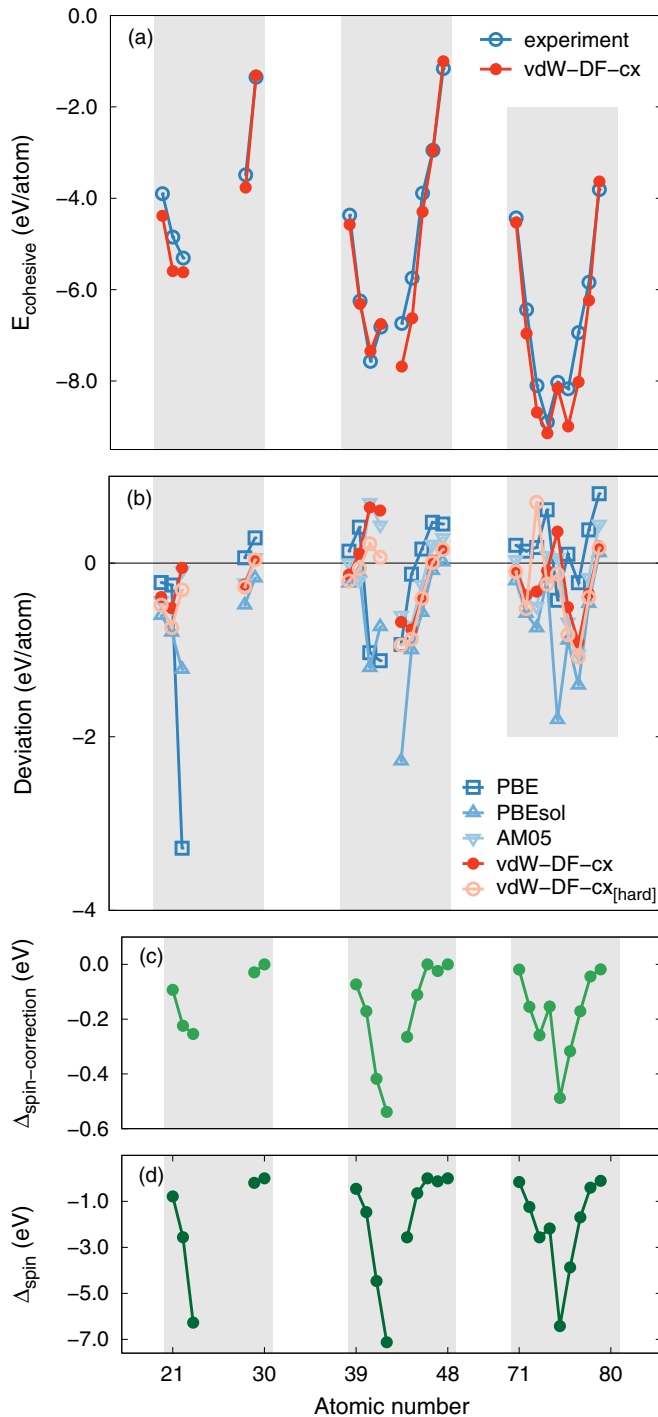 (a)
experiment
vdW−DF−cx
0.0
−2.0
−4.0
−6.0
−8.0
E_cohesive (eV/atom)
(b)
0
−2
−4
Deviation (eV/atom)
PBE
PBEsol
AM05
vdW−DF−cx
vdW−DF−cx[hard]
(c)
0.0
−0.2
−0.4
−0.6
Δspin−correction (eV)
(d)
−1.0
−3.0
−5.0
−7.0
Δspin (eV)
21 30 39 48 71 80
Atomic number